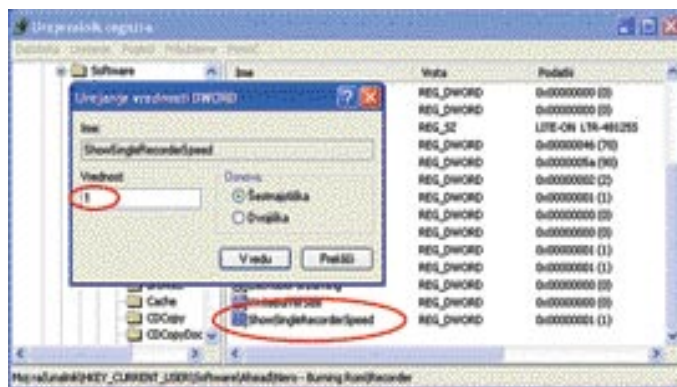 Urejevalnik registra
Datoteka Urejanje Pogled Priljubljene Pomoč
Software
Ime Vrsta Podatki
Urejanje vrednosti DWORD
Ime:
ShowSingleRecorderSpeed
Vrednost:
1
Osnova
Šestnajstiška
Dvojiška
V redu Prekliči
REG_DWORD 0x00000000 (0)
REG_DWORD 0x00000000 (0)
REG_SZ LITE-ON LTR-48125S
REG_DWORD 0x00000046 (70)
REG_DWORD 0x0000005a (90)
REG_DWORD 0x00000002 (2)
REG_DWORD 0x00000001 (1)
REG_DWORD 0x00000000 (0)
REG_DWORD 0x00000000 (0)
REG_DWORD 0x00000001 (1)
REG_DWORD 0x00000001 (1)
REG_DWORD 0x00000000 (0)
Cache REG_DWORD 0x00000000 (0)
CDCopy ShowSingleRecorderSpeed REG_DWORD 0x00000001 (1)
CDCopyDoc
Moj računalnik\HKEY_CURRENT_USER\Software\Ahead\Nero - Burning Rom\Recorder